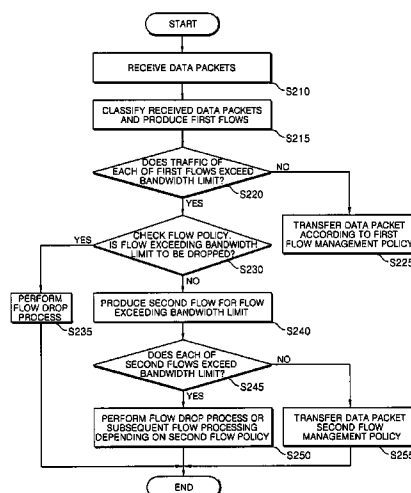 START
RECEIVE DATA PACKETS
S210
CLASSIFY RECEIVED DATA PACKETS
AND PRODUCE FIRST FLOWS
S215
DOES TRAFFIC OF
EACH OF FIRST FLOWS EXCEED
BANDWIDTH LIMIT?
NO
S220
YES
TRANSFER DATA PACKET
ACCORDING TO FIRST
FLOW MANAGEMENT POLICY
S225
YES
CHECK FLOW POLICY.
IS FLOW EXCEEDING BANDWIDTH
LIMIT TO BE DROPPED?
S230
NO
PERFORM
FLOW DROP
PROCESS
S235
PRODUCE SECOND FLOW FOR FLOW
EXCEEDING BANDWIDTH LIMIT
S240
DOES EACH OF
SECOND FLOWS EXCEED
BANDWIDTH LIMIT?
NO
S245
YES
PERFORM FLOW DROP PROCESS OR
SUBSEQUENT FLOW PROCESSING
DEPENDING ON SECOND FLOW POLICY
S250
TRANSFER DATA PACKET
SECOND FLOW
MANAGEMENT POLICY
S255
END